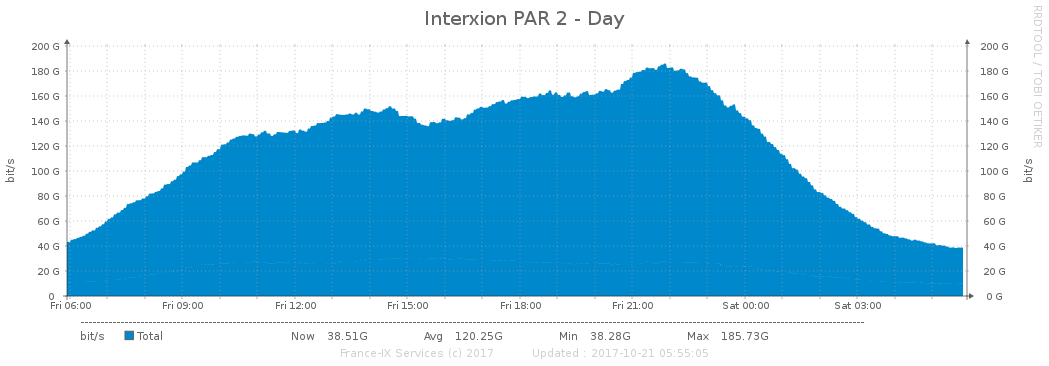 Interxion PAR 2 - Day
RRDTOOL / TOBI OETIKER
200 G 200 G
180 G 180 G
160 G 160 G
140 G 140 G
120 G 120 G
100 G 100 G
80 G 80 G
60 G 60 G
40 G 40 G
20 G 20 G
0 0 G
bit/s bit/s
Fri 06:00 Fri 09:00 Fri 12:00 Fri 15:00 Fri 18:00 Fri 21:00 Sat 00:00 Sat 03:00
bit/s Total Now 38.51G Avg 120.25G Min 38.28G Max 185.73G
France-IX Services (c) 2017 Updated : 2017-10-21 05:55:05